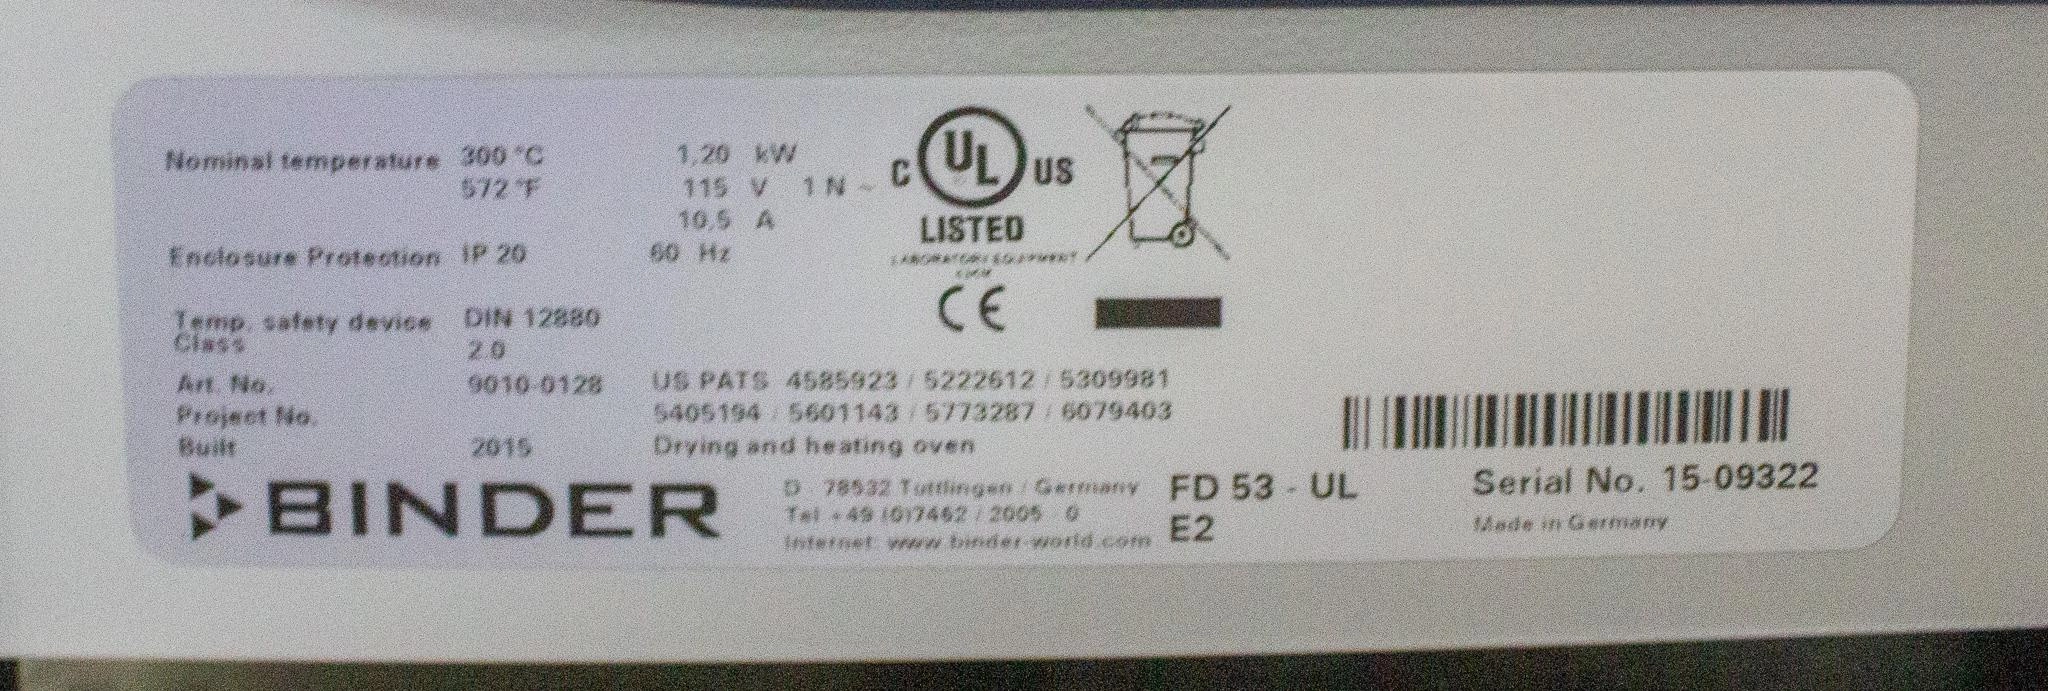 Nominal temperature 300 °C 1,20 kW
572 °F 115 V 1 N ~
10,5 A
Enclosure Protection IP 20 60 Hz
C UL US
LISTED
LABORATORY EQUIPMENT
CE
Temp. safety device DIN 12880
Class 2.0
Art. No. 9010-0128 US PATS 4585923 / 5222612 / 5309981
Project No. 5405194 / 5601143 / 5773287 / 6079403
Built 2015 Drying and heating oven
BINDER
D - 78532 Tuttlingen / Germany
Tel +49 (0)7462 / 2005 - 0
Internet: www.binder-world.com
FD 53 - UL
E2
Serial No. 15-09322
Made in Germany